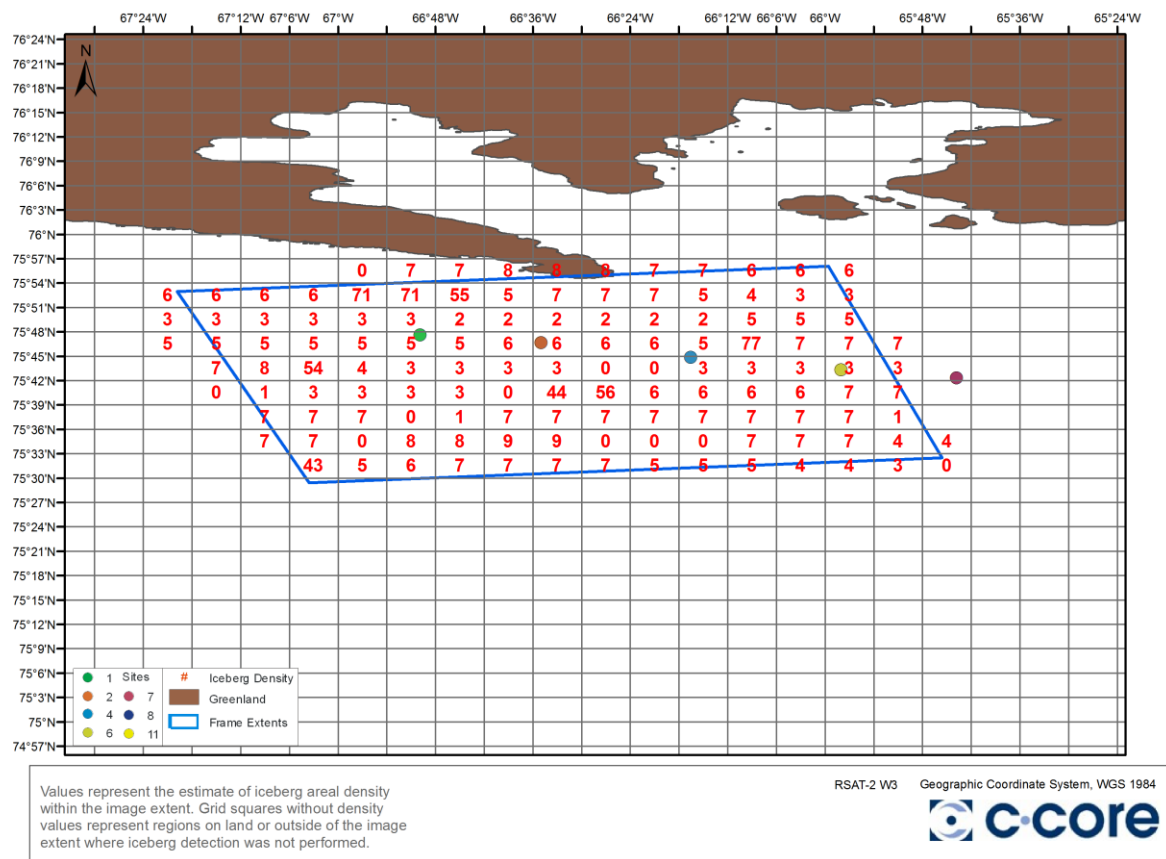 67°24'W 67°12'W 67°6'W 67°W 66°48'W 66°36'W 66°24'W 66°12'W 66°6'W 66°W 65°48'W 65°36'W 65°24'W
76°24'N
N
76°21'N
76°18'N
76°15'N
76°12'N
76°9'N
76°6'N
76°3'N
76°N
75°57'N
0 7 7 8 8 8 7 7 6 6 6
75°54'N
6 6 6 6 71 71 55 5 7 7 7 5 4 3 3
75°51'N
3 3 3 3 3 3 2 2 2 2 2 2 5 5 5
75°48'N
5 5 5 5 5 5 5 6 6 6 6 5 77 7 7 7
75°45'N
7 8 54 4 3 3 3 3 0 0 3 3 3 3 3
75°42'N
0 1 3 3 3 3 0 44 56 6 6 6 6 7 7
75°39'N
7 7 7 0 1 7 7 7 7 7 7 7 7 1
75°36'N
7 7 0 8 8 9 9 0 0 0 7 7 7 4 4
75°33'N
43 5 6 7 7 7 7 5 5 5 4 4 3 0
75°30'N
75°27'N
75°24'N
75°21'N
75°18'N
75°15'N
75°12'N
75°9'N
75°6'N
75°3'N
75°N
74°57'N
1 Sites
2 7
4 8
6 11
# Iceberg Density
Greenland
Frame Extents
Values represent the estimate of iceberg areal density
within the image extent. Grid squares without density
values represent regions on land or outside of the image
extent where iceberg detection was not performed.
RSAT-2 W3 Geographic Coordinate System, WGS 1984
c·core